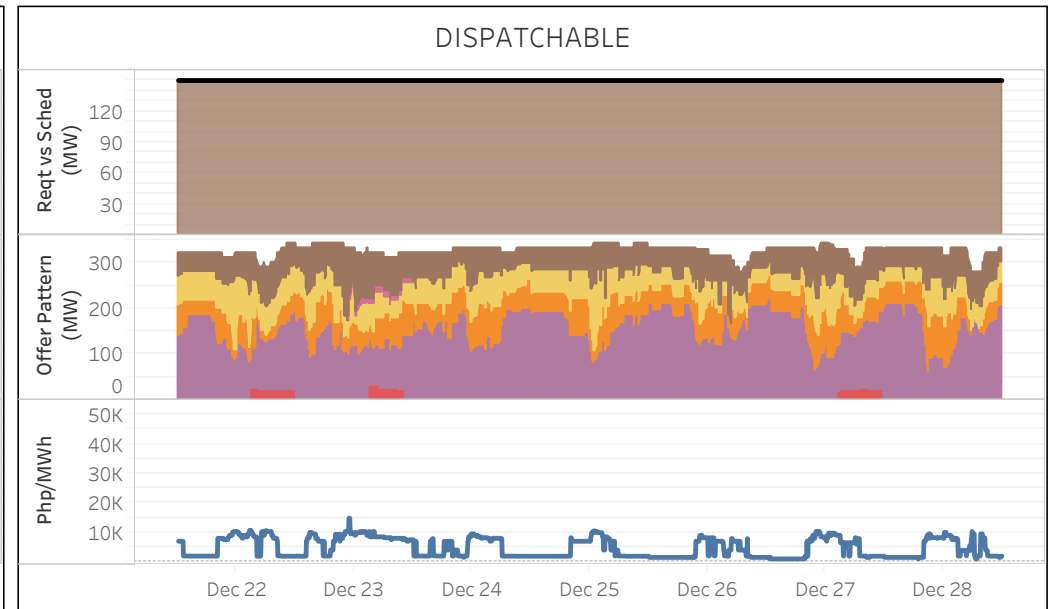 DISPATCHABLE
Reqt vs Sched
(MW)
120
90
60
30
Offer Pattern
(MW)
300
200
100
0
Php/MWh
50K
40K
30K
20K
10K
Dec 22 Dec 23 Dec 24 Dec 25 Dec 26 Dec 27 Dec 28